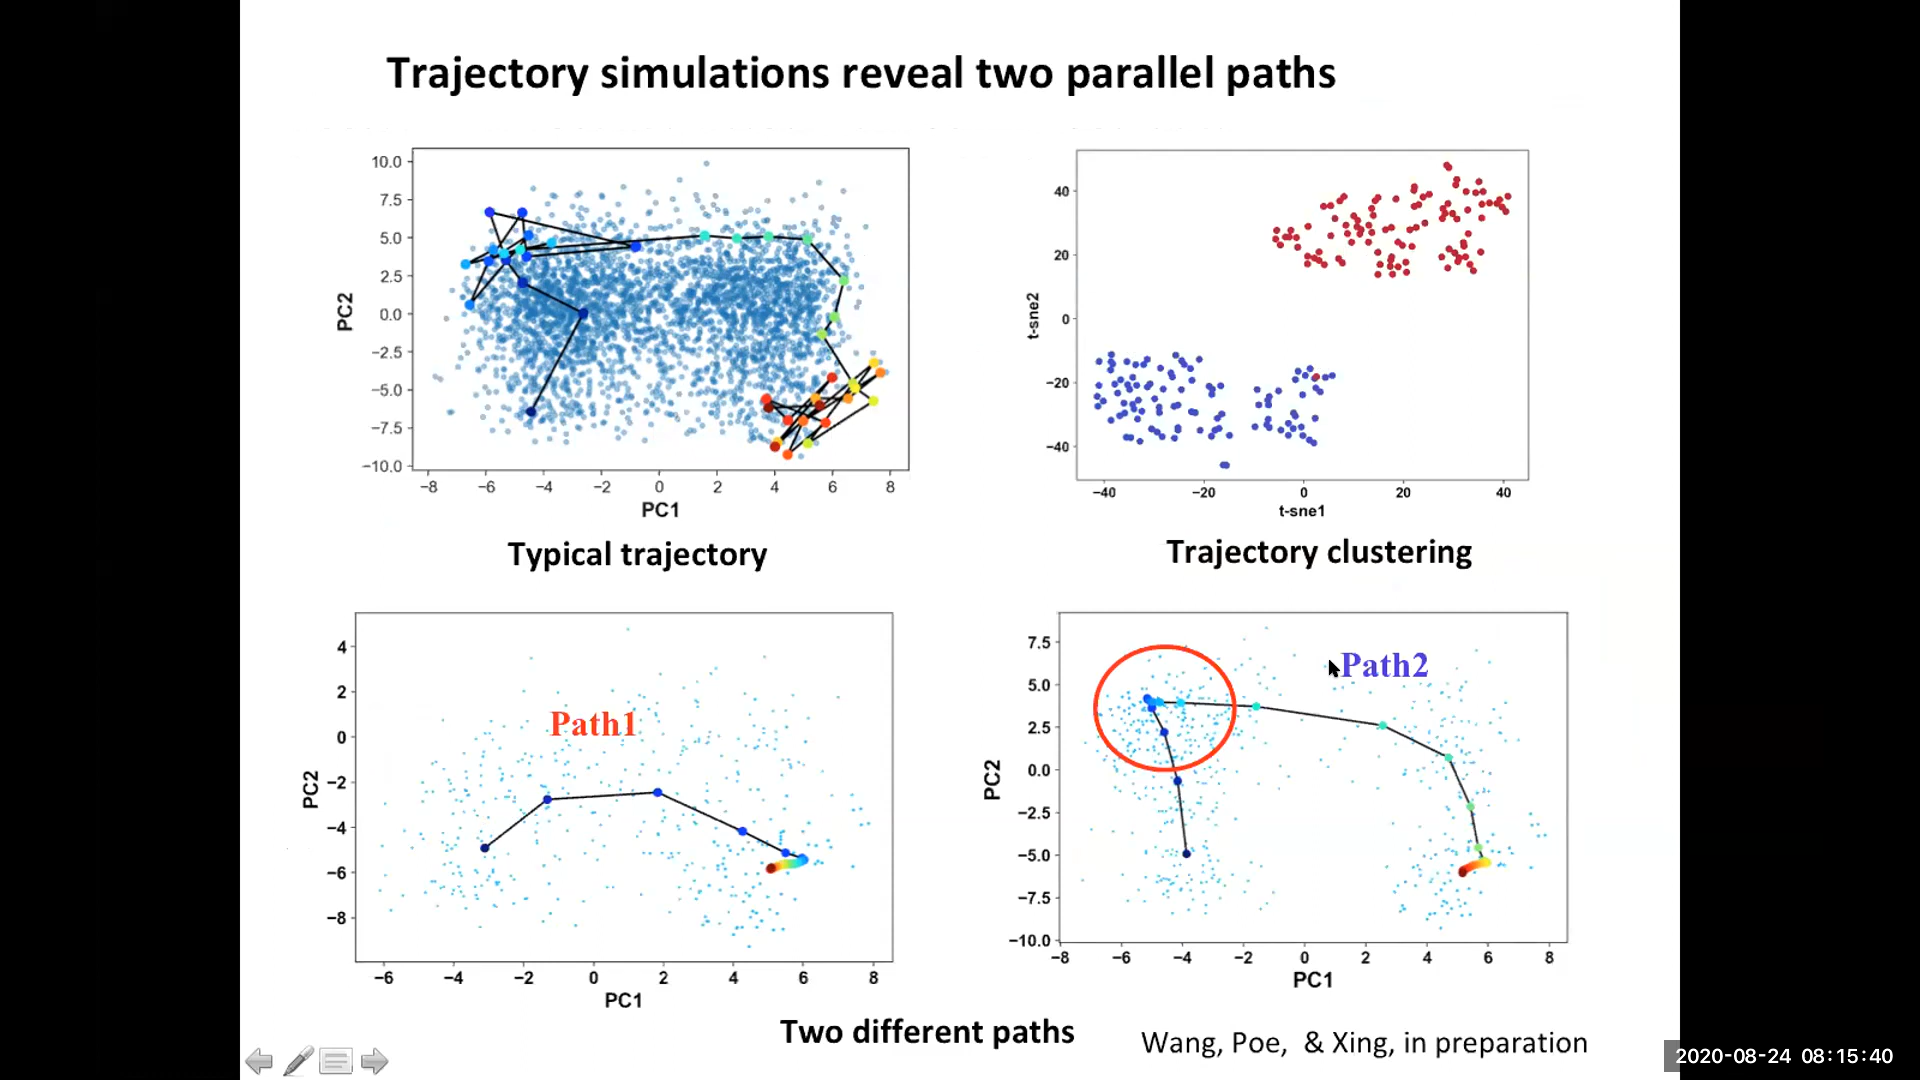 Trajectory simulations reveal two parallel paths
10.0
7.5
5.0
2.5
0.0
−2.5
−5.0
−7.5
−10.0
PC2
−8 −6 −4 −2 0 2 4 6 8
PC1
Typical trajectory
40
20
0
−20
−40
t-sne2
−40 −20 0 20 40
t-sne1
Trajectory clustering
4
2
0
−2
−4
−6
−8
PC2
Path1
−6 −4 −2 0 2 4 6 8
PC1
7.5
5.0
2.5
0.0
−2.5
−5.0
−7.5
−10.0
PC2
Path2
−8 −6 −4 −2 0 2 4 6 8
PC1
Two different paths
Wang, Poe, & Xing, in preparation
2020-08-24 08:15:40